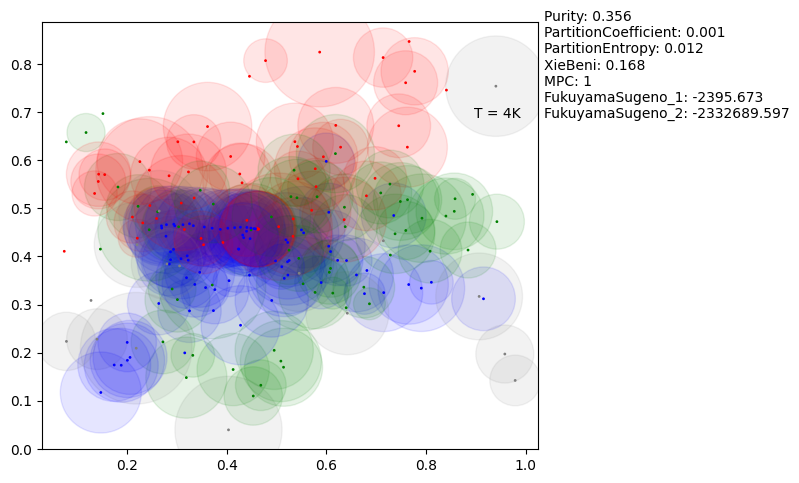 Purity: 0.356
PartitionCoefficient: 0.001
PartitionEntropy: 0.012
XieBeni: 0.168
MPC: 1
FukuyamaSugeno_1: -2395.673
FukuyamaSugeno_2: -2332689.597
T = 4K
0.8
0.7
0.6
0.5
0.4
0.3
0.2
0.1
0.0
0.2 0.4 0.6 0.8 1.0